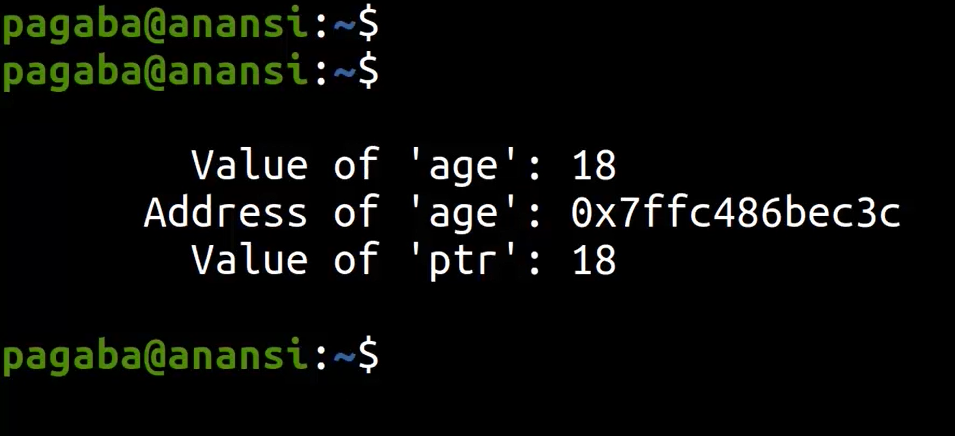 pagaba@anansi:~$
pagaba@anansi:~$
Value of 'age': 18
Address of 'age': 0x7ffc486bec3c
Value of 'ptr': 18
pagaba@anansi:~$